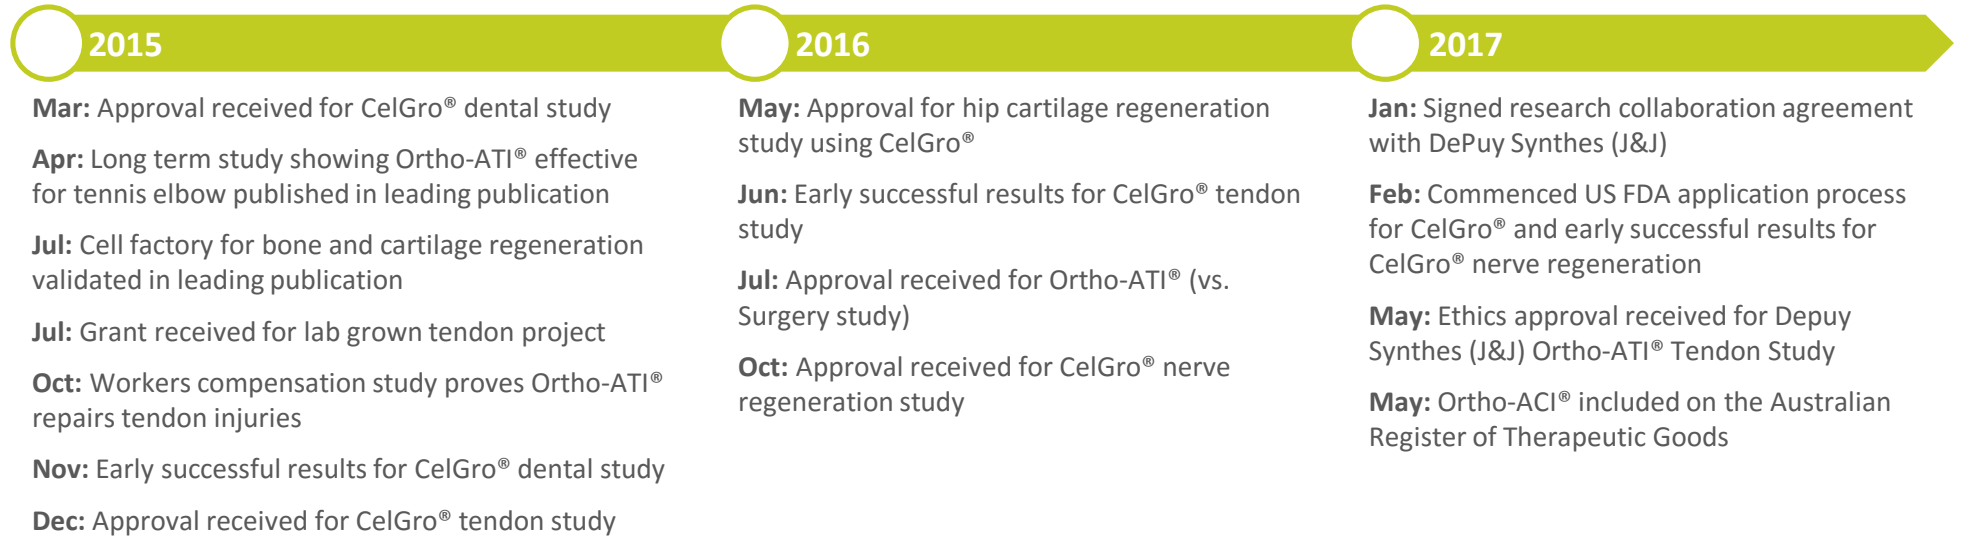 2015
Mar: Approval received for CelGro® dental study
Apr: Long term study showing Ortho-ATI® effective
for tennis elbow published in leading publication
Jul: Cell factory for bone and cartilage regeneration
validated in leading publication
Jul: Grant received for lab grown tendon project
Oct: Workers compensation study proves Ortho-ATI®
repairs tendon injuries
Nov: Early successful results for CelGro® dental study
Dec: Approval received for CelGro® tendon study
2016
May: Approval for hip cartilage regeneration
study using CelGro®
Jun: Early successful results for CelGro® tendon
study
Jul: Approval received for Ortho-ATI® (vs.
Surgery study)
Oct: Approval received for CelGro® nerve
regeneration study
2017
Jan: Signed research collaboration agreement
with DePuy Synthes (J&J)
Feb: Commenced US FDA application process
for CelGro® and early successful results for
CelGro® nerve regeneration
May: Ethics approval received for Depuy
Synthes (J&J) Ortho-ATI® Tendon Study
May: Ortho-ACI® included on the Australian
Register of Therapeutic Goods